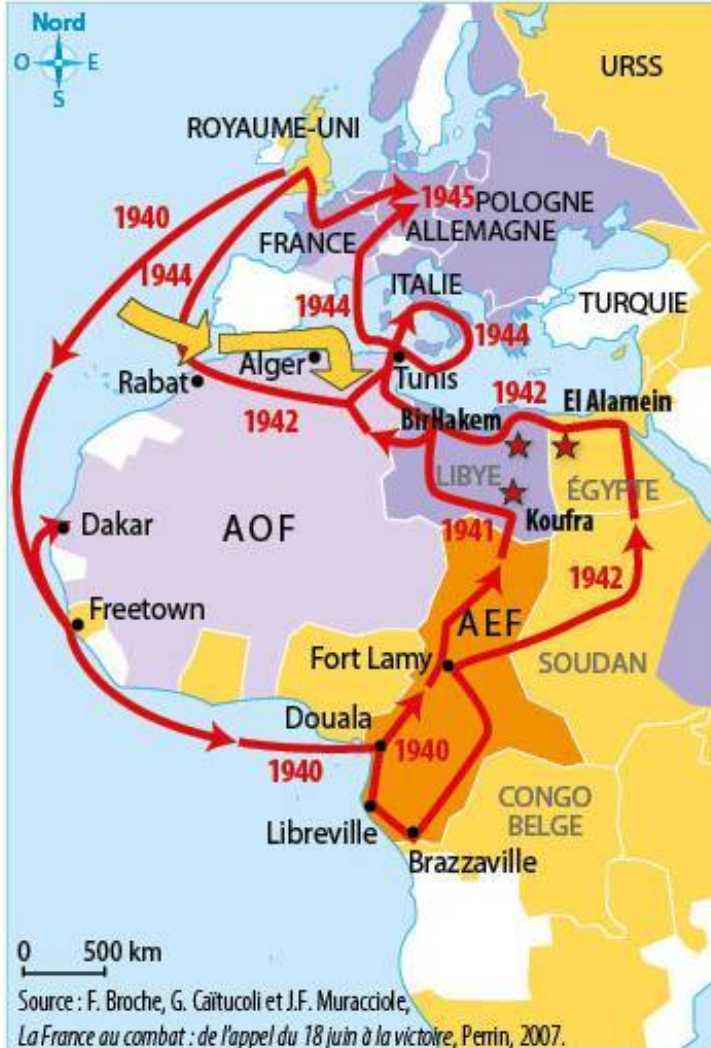 Nord
O
E
S
URSS
ROYAUME-UNI
1940
1945
POLOGNE
FRANCE
ALLEMAGNE
1944
ITALIE
1944
TURQUIE
1944
Alger
Rabat
Tunis
1942
1942
El Alamein
BirHakem
LIBYE
ÉGYPTE
Koufra
Dakar
AOF
1941
1942
Freetown
AEF
Fort Lamy
SOUDAN
Douala
1940
1940
CONGO
BELGE
Libreville
Brazzaville
0 500 km
Source : F. Broche, G. Caïtucoli et J.F. Muracciole,
La France au combat : de l'appel du 18 juin à la victoire, Perrin, 2007.